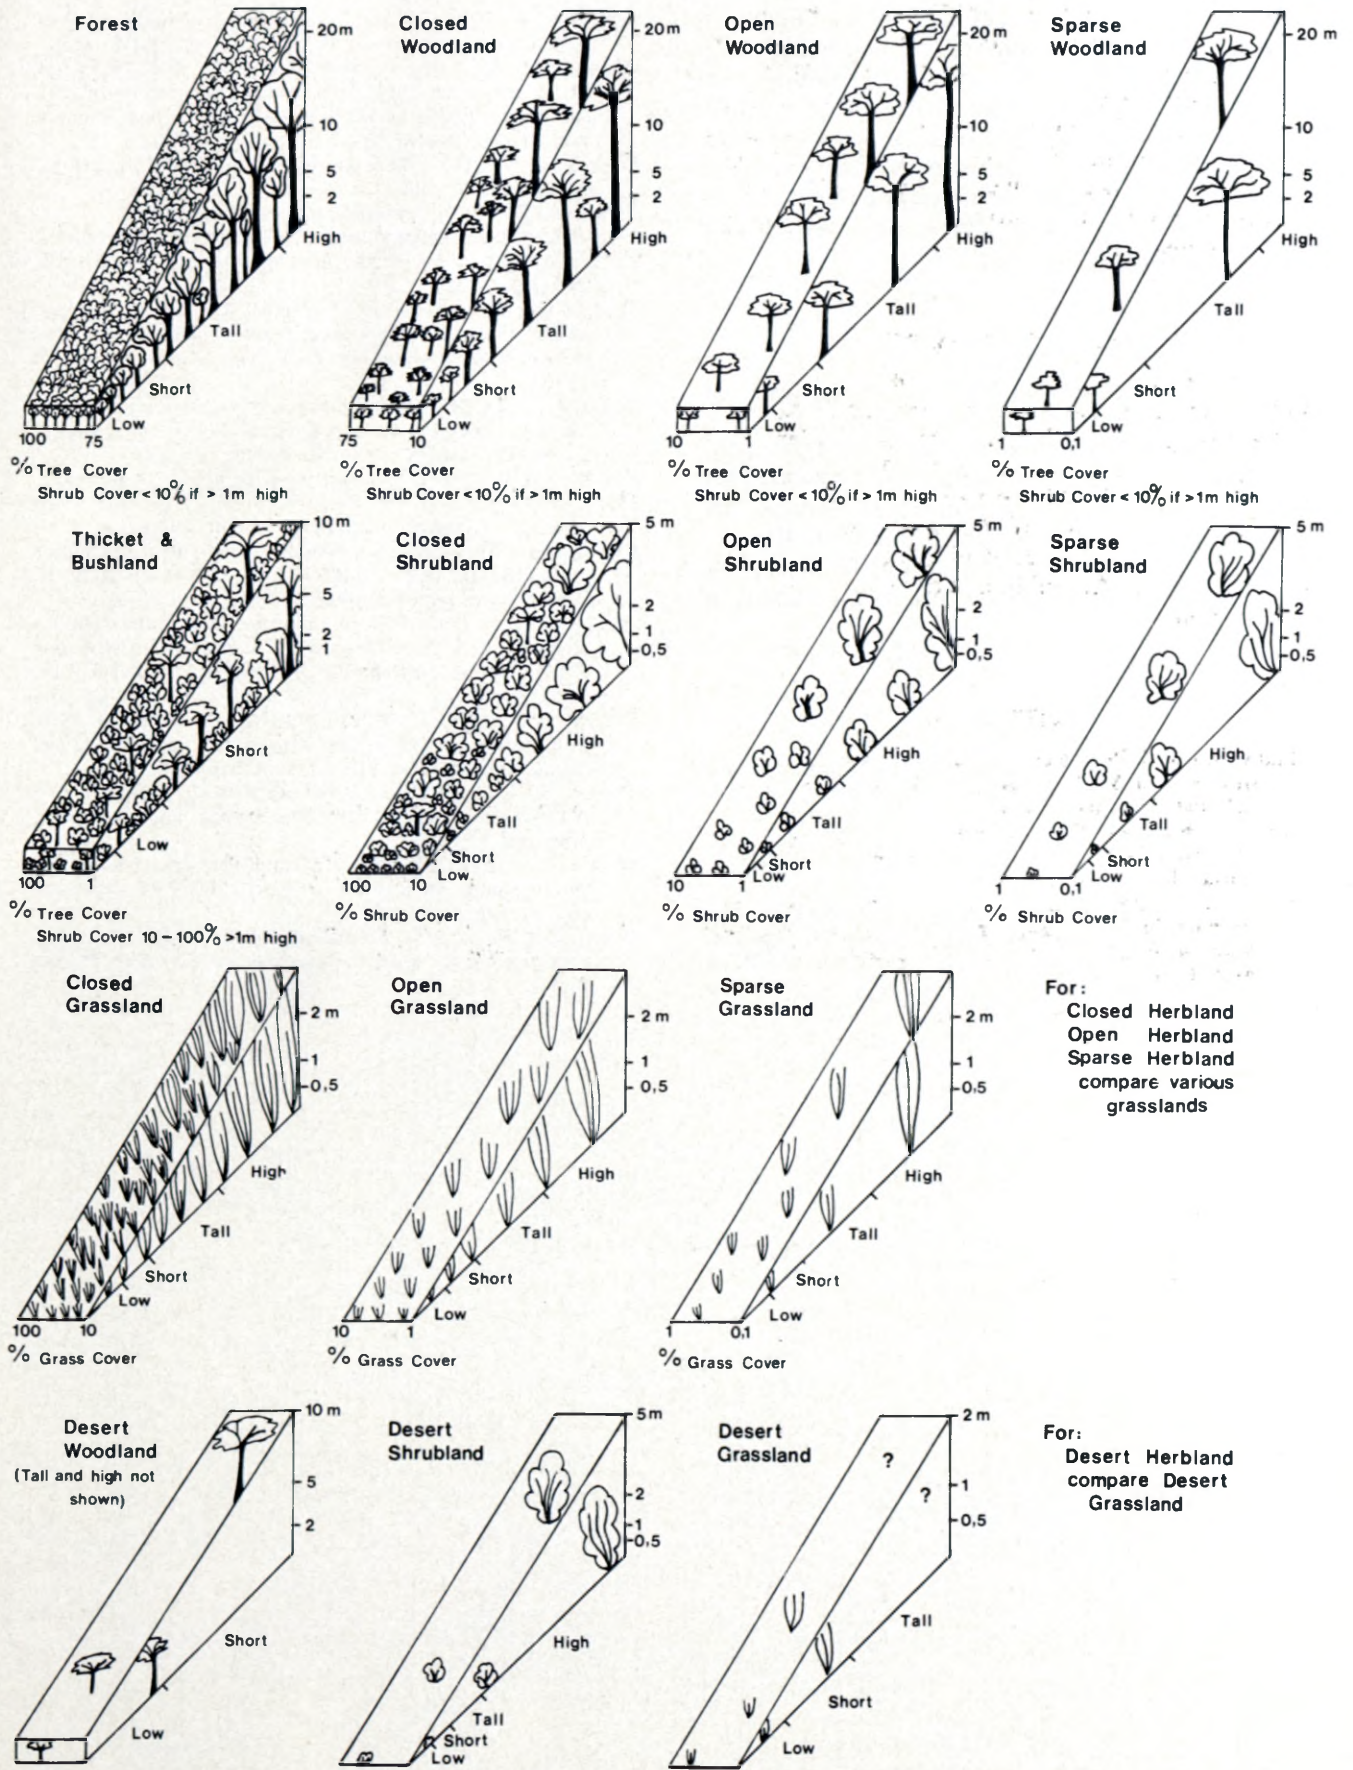 Forest
20m
10
5
2
High
Tall
Short
Low
100 75
% Tree Cover
Shrub Cover < 10% if > 1m high
Closed
Woodland
20m
10
5
2
High
Tall
Short
Low
75 10
% Tree Cover
Shrub Cover < 10% if > 1m high
Open
Woodland
20m
10
5
2
High
Tall
Short
Low
10 1
% Tree Cover
Shrub Cover < 10% if > 1m high
Sparse
Woodland
20 m
10
5
2
High
Tall
Short
Low
1 0,1
% Tree Cover
Shrub Cover < 10% if > 1m high
Thicket &
Bushland
10 m
5
2
1
Short
Low
100 1
% Tree Cover
Shrub Cover 10 – 100% > 1m high
Closed
Shrubland
5 m
2
1
0,5
High
Tall
Short
Low
100 10
% Shrub Cover
Open
Shrubland
5 m
2
1
0,5
High
Tall
Short
Low
10 1
% Shrub Cover
Sparse
Shrubland
5 m
2
1
0,5
High
Tall
Short
Low
1 0,1
% Shrub Cover
Closed
Grassland
2 m
1
0,5
High
Tall
Short
Low
100 10
% Grass Cover
Open
Grassland
2 m
1
0,5
High
Tall
Short
Low
10 1
% Grass Cover
Sparse
Grassland
2 m
1
0,5
High
Tall
Short
Low
1 0,1
% Grass Cover
For:
Closed Herbland
Open Herbland
Sparse Herbland
compare various
grasslands
Desert
Woodland
(Tall and high not
shown)
10 m
5
2
Short
Low
Desert
Shrubland
5m
2
1
0,5
High
Tall
Short
Low
Desert
Grassland
2 m
?
1
?
0,5
Tall
Short
Low
For:
Desert Herbland
compare Desert
Grassland